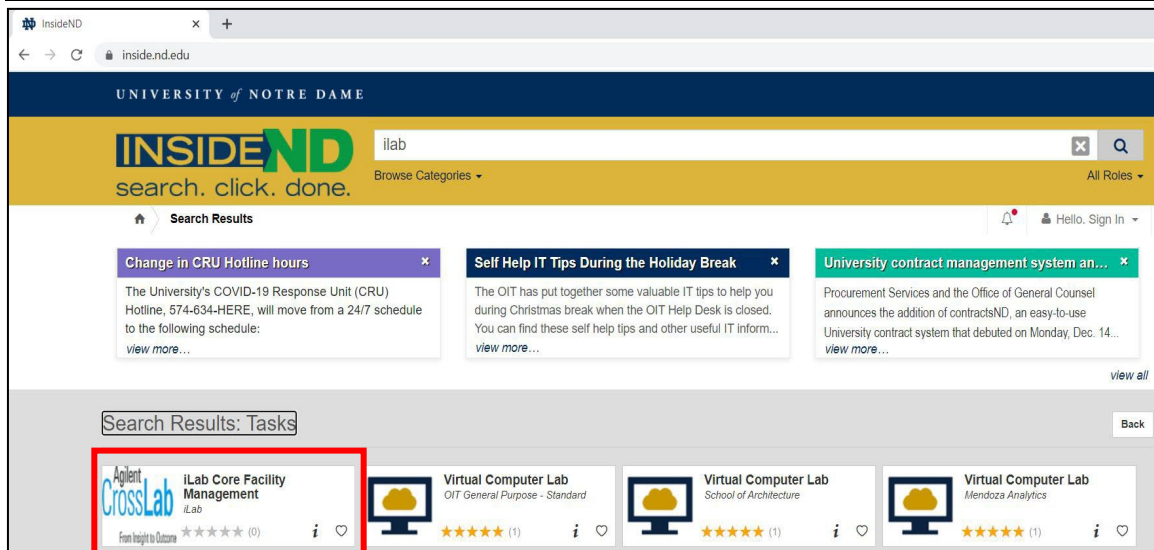 InsideND
inside.nd.edu
UNIVERSITY of NOTRE DAME
INSIDEND
search. click. done.
ilab
Browse Categories
All Roles
Search Results
Hello. Sign In
Change in CRU Hotline hours
The University's COVID-19 Response Unit (CRU)
Hotline, 574-634-HERE, will move from a 24/7 schedule
to the following schedule:
view more…
Self Help IT Tips During the Holiday Break
The OIT has put together some valuable IT tips to help you
during Christmas break when the OIT Help Desk is closed.
You can find these self help tips and other useful IT inform...
view more…
University contract management system an...
Procurement Services and the Office of General Counsel
announces the addition of contractsND, an easy-to-use
University contract system that debuted on Monday, Dec. 14...
view more…
view all
Search Results: Tasks
Back
Agilent
CrossLab
From Insight to Outcome
iLab Core Facility
Management
iLab
(0)
i
Virtual Computer Lab
OIT General Purpose - Standard
(1)
i
Virtual Computer Lab
School of Architecture
(1)
i
Virtual Computer Lab
Mendoza Analytics
(1)
i